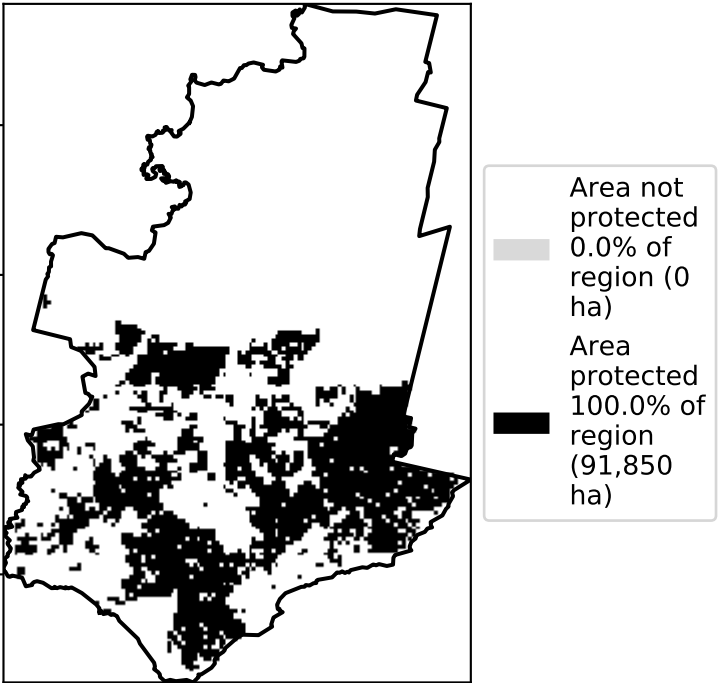 Area not
protected
0.0% of
region (0
ha)
Area
protected
100.0% of
region
(91,850
ha)